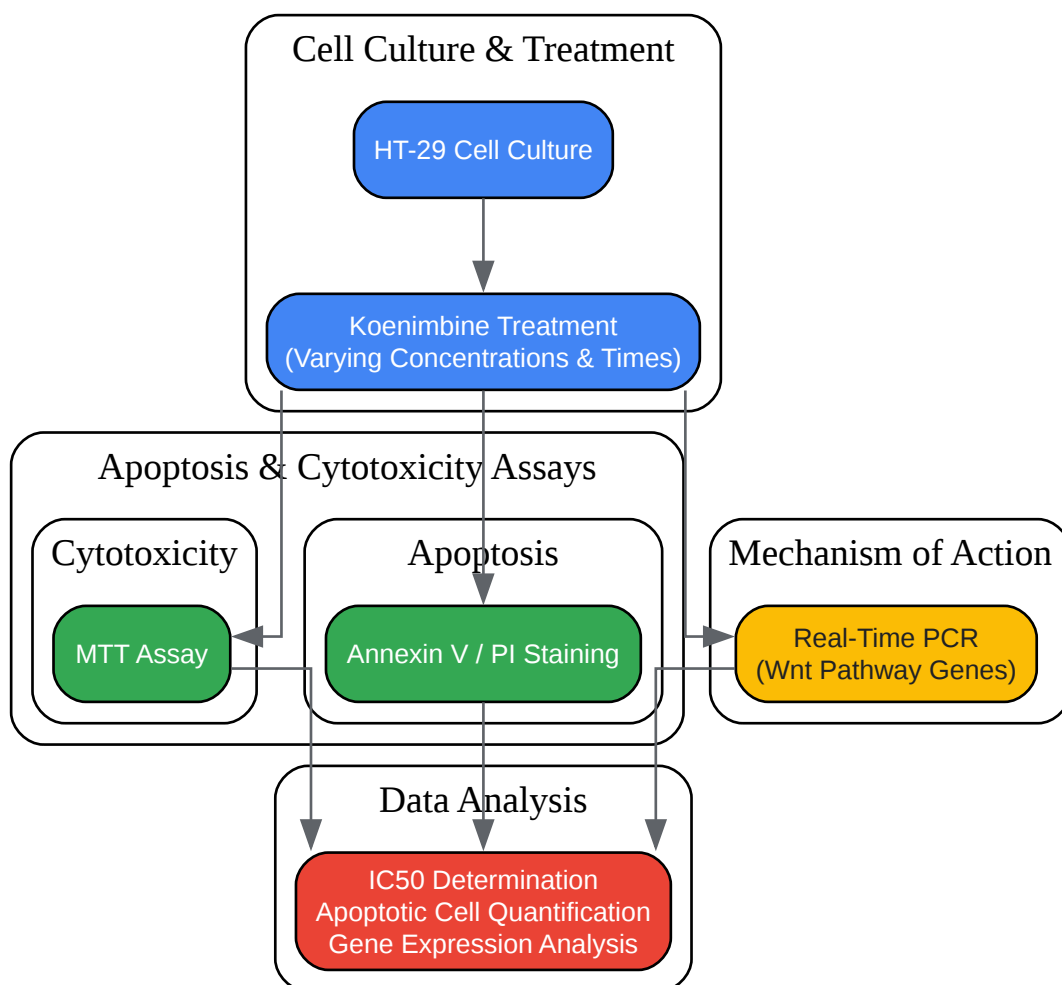 Cell Culture & Treatment
HT-29 Cell Culture
Koenimbine Treatment
(Varying Concentrations & Times)
Apoptosis & Cytotoxicity Assays
Cytotoxicity
MTT Assay
Apoptosis
Annexin V / PI Staining
Mechanism of Action
Real-Time PCR
(Wnt Pathway Genes)
Data Analysis
IC50 Determination
Apoptotic Cell Quantification
Gene Expression Analysis